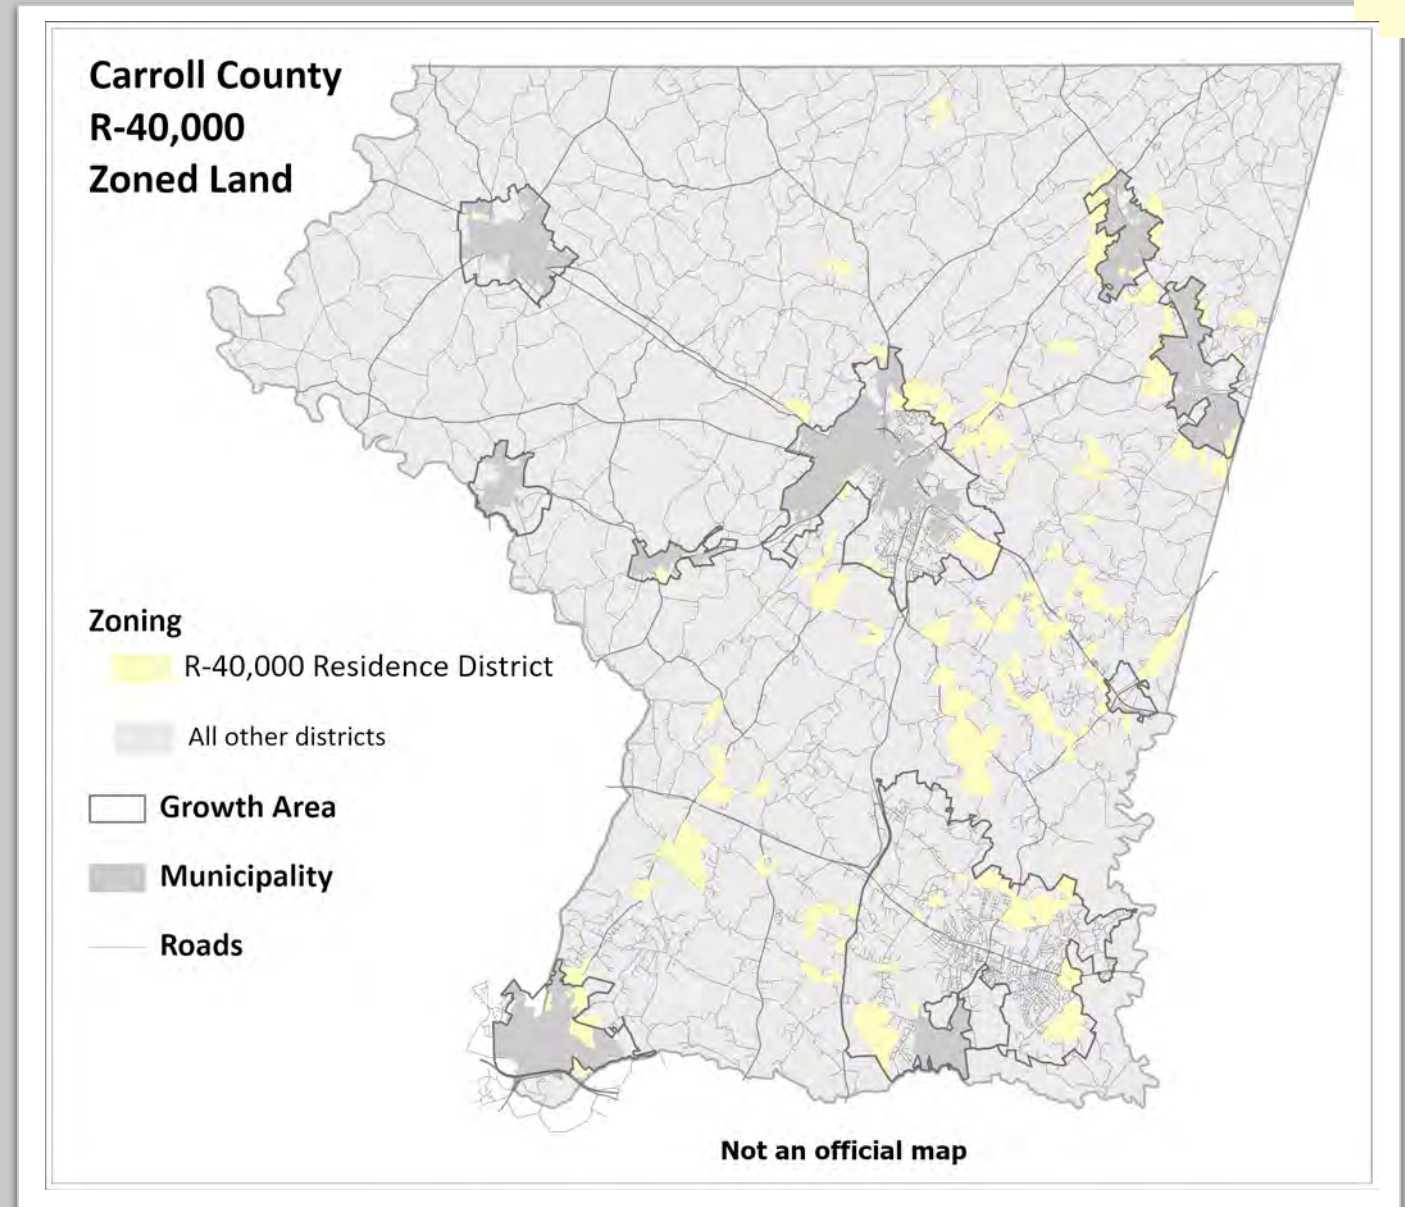 Carroll County
R-40,000
Zoned Land
Zoning
R-40,000 Residence District
All other districts
Growth Area
Municipality
Roads
Not an official map